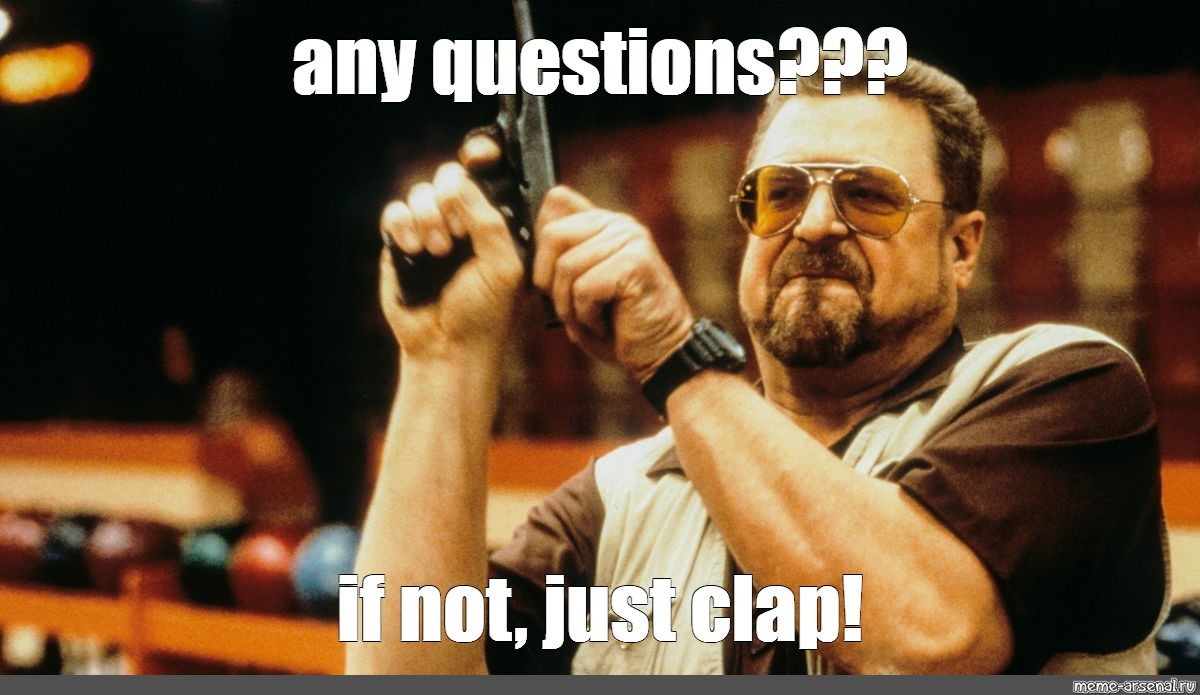 any questions???
if not, just clap!
meme-arsenal.ru